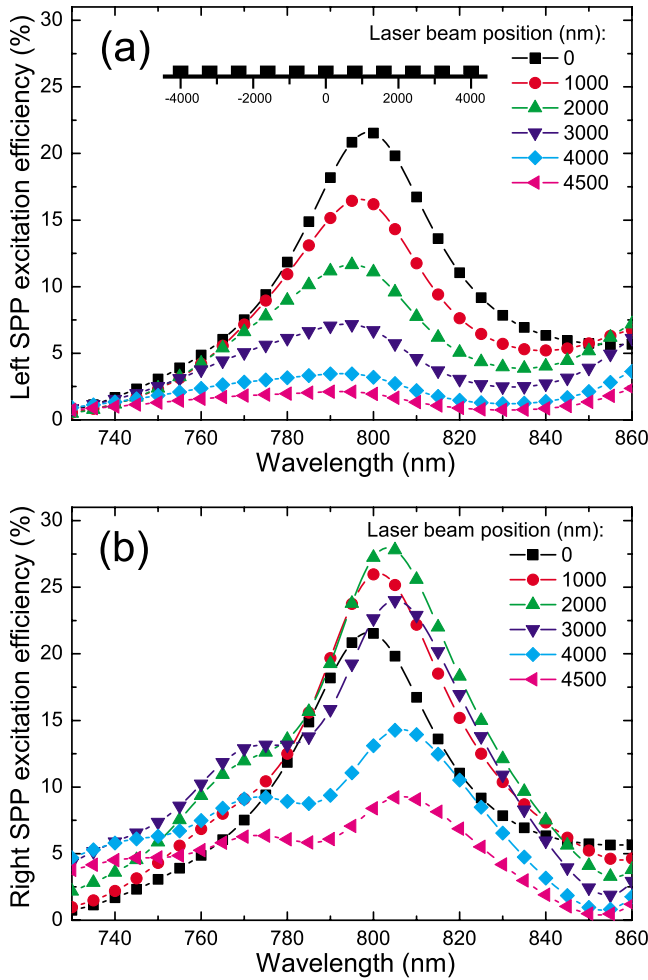 (a)
Laser beam position (nm):
0
1000
2000
3000
4000
4500
-4000 -2000 0 2000 4000
Left SPP excitation efficiency (%)
30
25
20
15
10
5
0
740 760 780 800 820 840 860
Wavelength (nm)
(b)
Laser beam position (nm):
0
1000
2000
3000
4000
4500
Right SPP excitation efficiency (%)
30
25
20
15
10
5
0
740 760 780 800 820 840 860
Wavelength (nm)